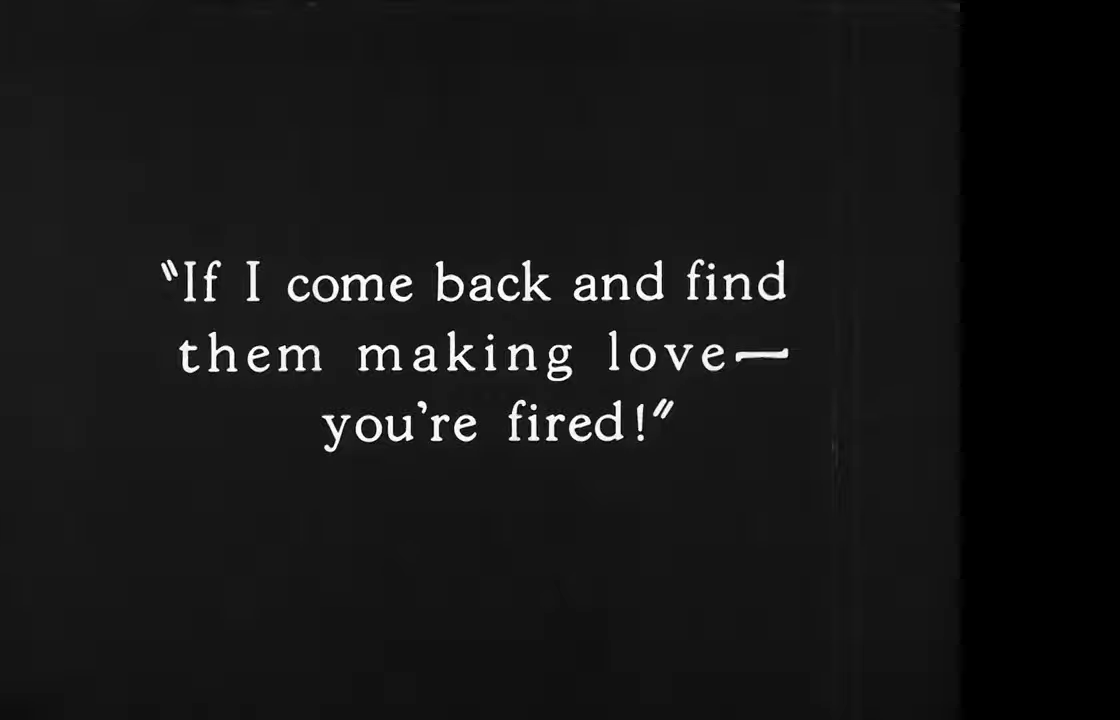 "If I come back and find
them making love—
you're fired!"